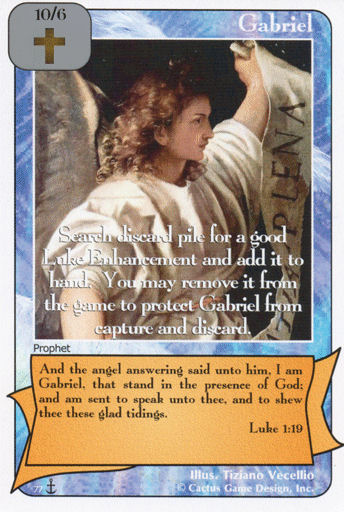 10/6
Gabriel
PLENA
Search discard pile for a good
Luke Enhancement and add it to
hand. You may remove it from
the game to protect Gabriel from
capture and discard.
Prophet
And the angel answering said unto him, I am
Gabriel, that stand in the presence of God;
and am sent to speak unto thee, and to shew
thee these glad tidings.
Luke 1:19
Illus. Tiziano Vecellio
77
© Cactus Game Design, Inc.